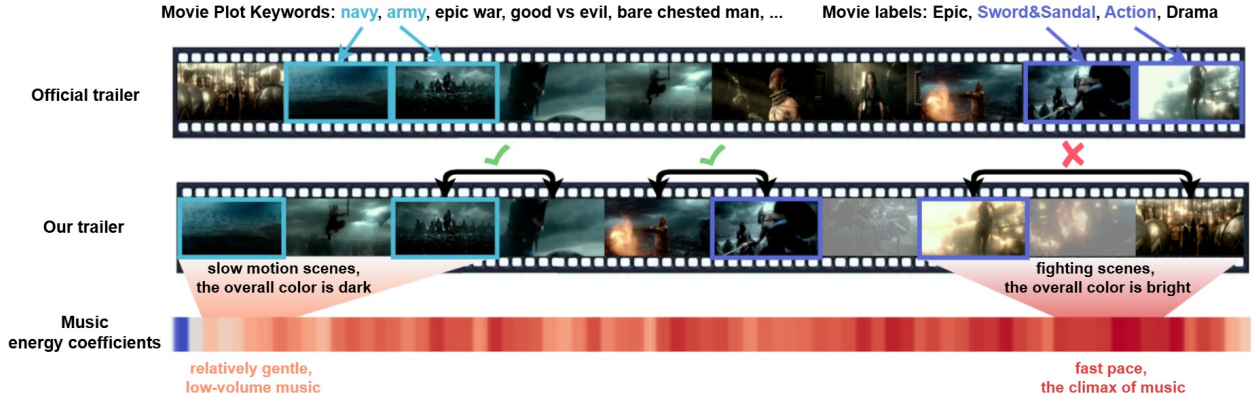 Movie Plot Keywords: navy, army, epic war, good vs evil, bare chested man, ...
Movie labels: Epic, Sword&Sandal, Action, Drama
Official trailer
Our trailer
slow motion scenes,
the overall color is dark
fighting scenes,
the overall color is bright
Music
energy coefficients
relatively gentle,
low-volume music
fast pace,
the climax of music